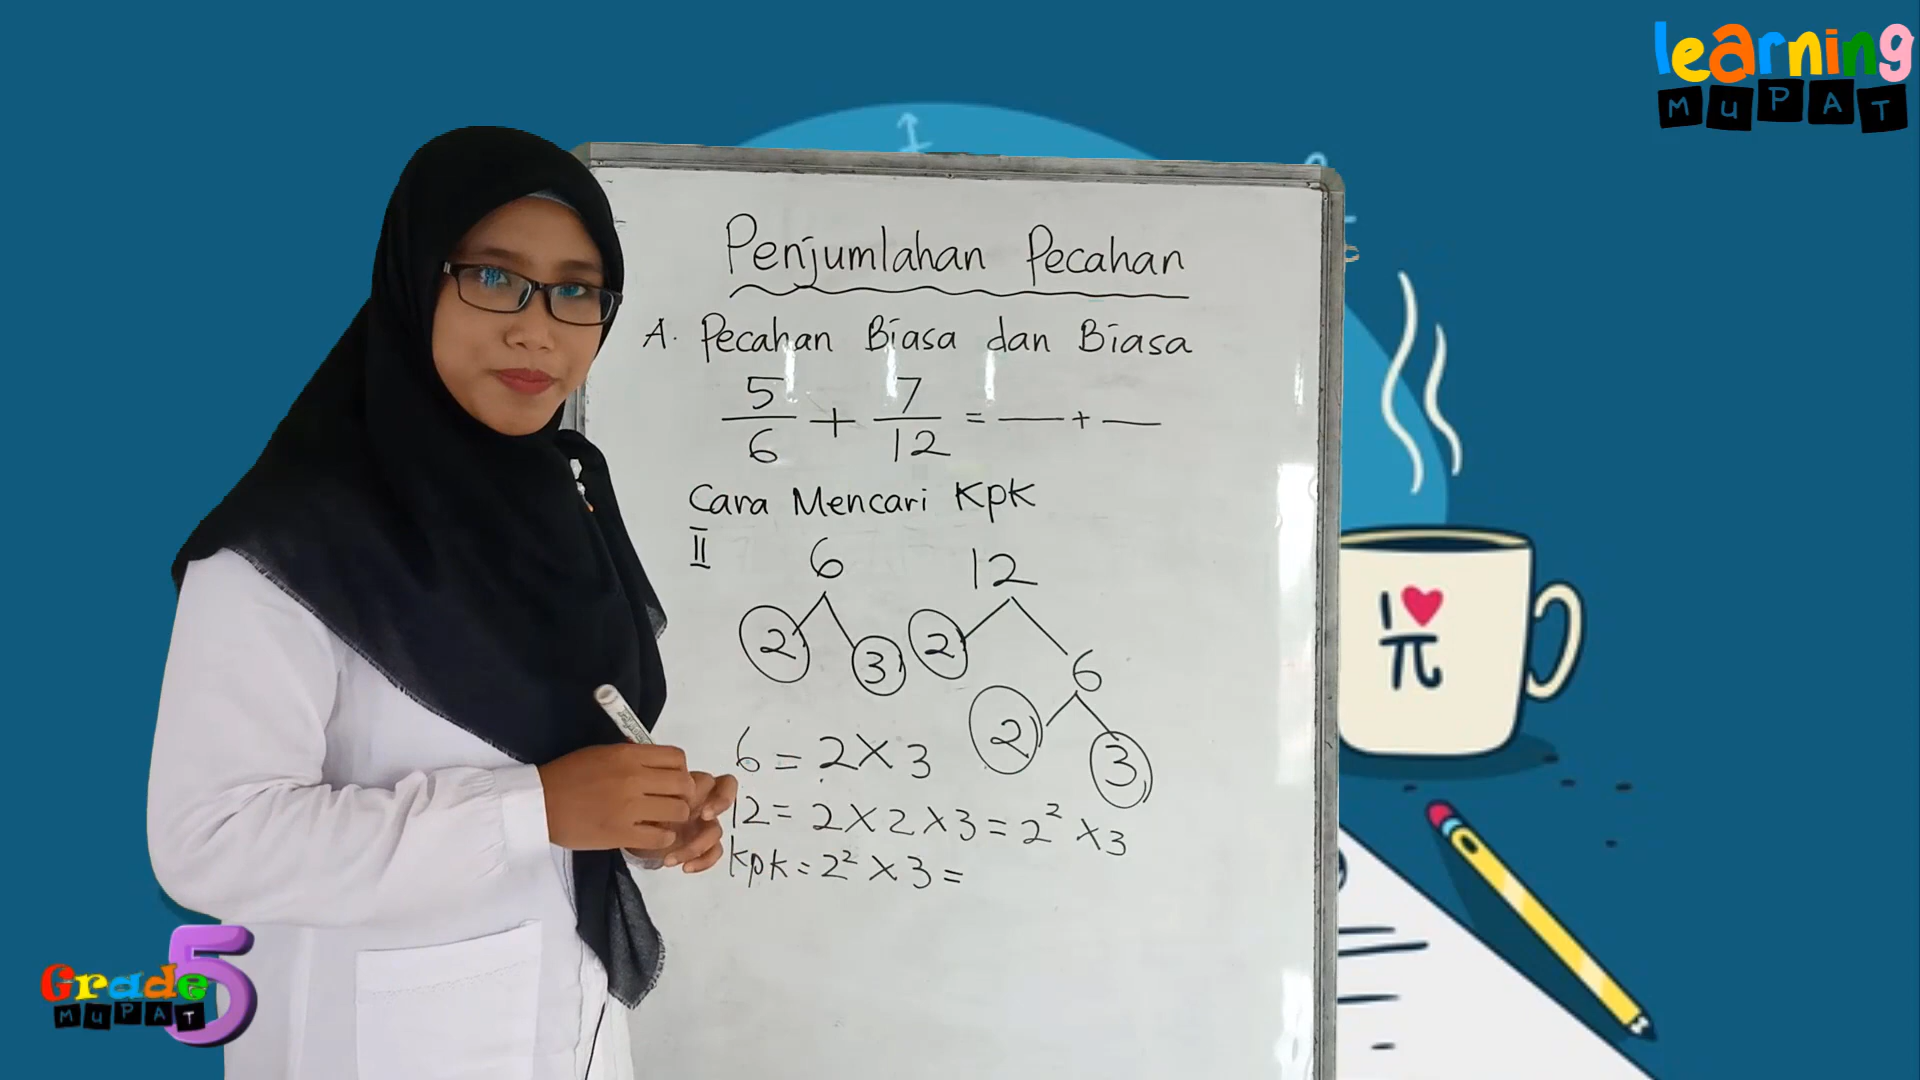 learning
MUPAT
Penjumlahan Pecahan
A. Pecahan Biasa dan Biasa
5/6 + 7/12 = — + —
Cara Mencari KPK
II
6 12
2 3 2 6
2 3
6 = 2 X 3
12 = 2 X 2 X 3 = 2² X 3
KPK = 2² X 3 =
I ❤
π
Grade 5
MUPAT